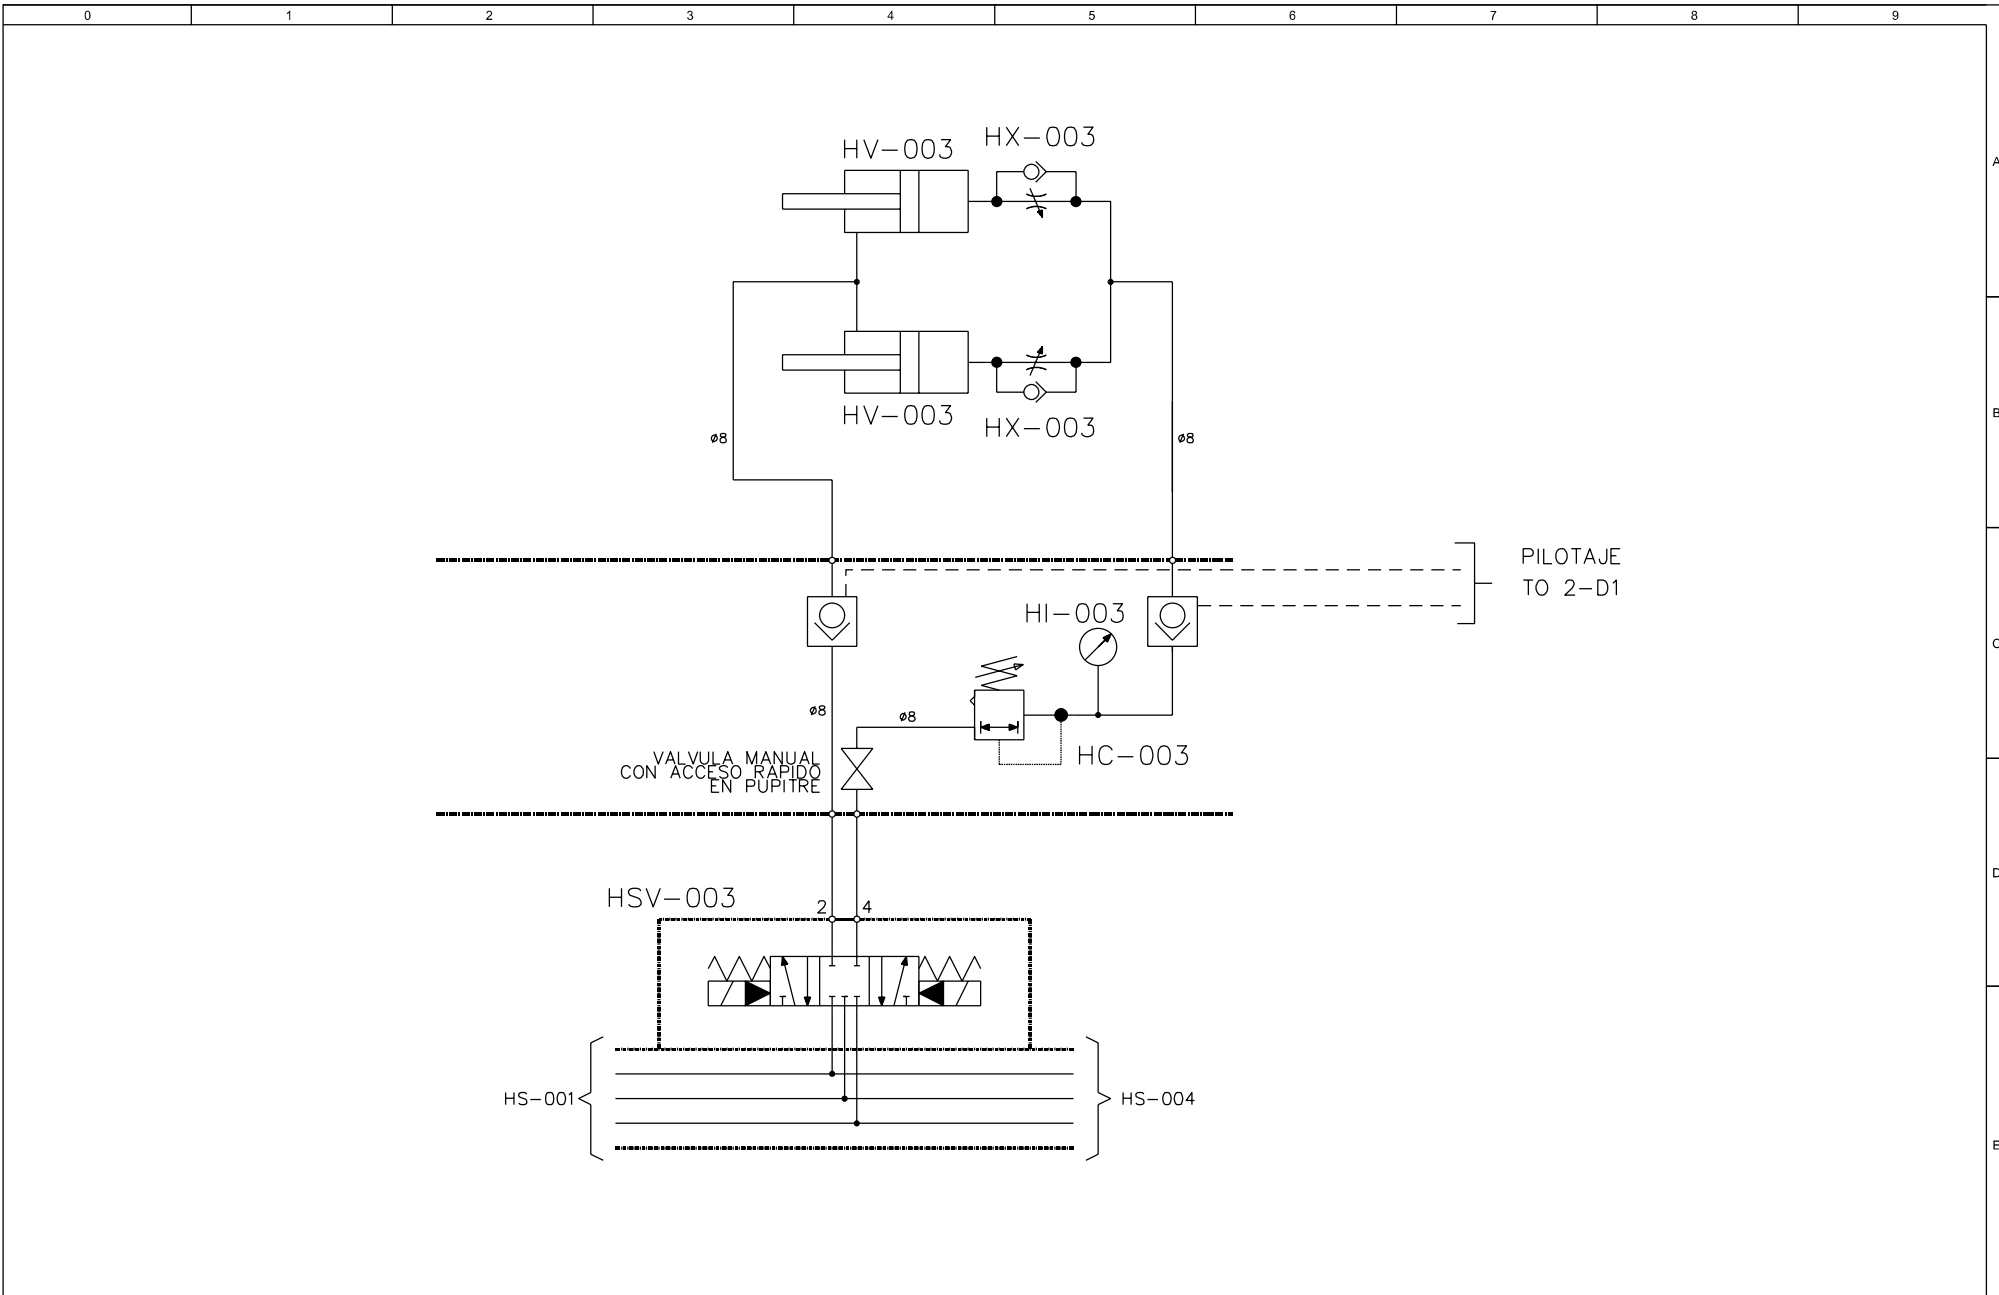 0 1 2 3 4 5 6 7 8 9
HX-003
HV-003
A
HV-003
HX-003
B
ø8
ø8
PILOTAJE
TO 2-D1
HI-003
C
ø8
ø8
HC-003
VALVULA MANUAL
CON ACCESO RAPIDO
EN PUPITRE
D
HSV-003
2 4
HS-001
HS-004
E